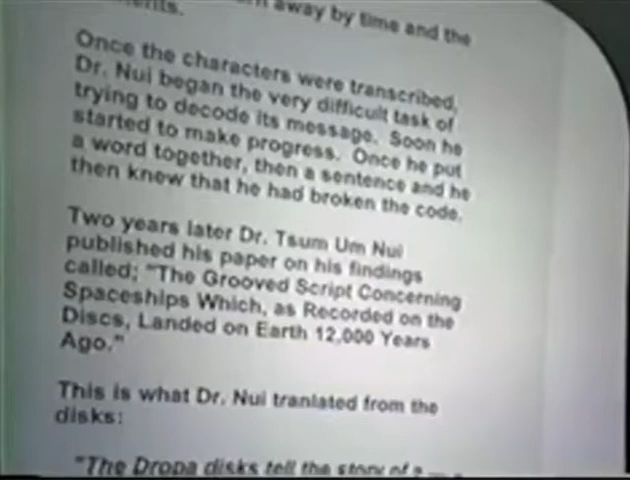 away by time and the
Once the characters were transcribed,
Dr. Nui began the very difficult task of
trying to decode its message. Soon he
started to make progress. Once he put
a word together, then a sentence and he
then knew that he had broken the code.
Two years later Dr. Tsum Um Nui
published his paper on his findings
called; "The Grooved Script Concerning
Spaceships Which, as Recorded on the
Discs, Landed on Earth 12,000 Years
Ago."
This is what Dr. Nui tranlated from the
disks:
"The Dropa disks tell the story of a